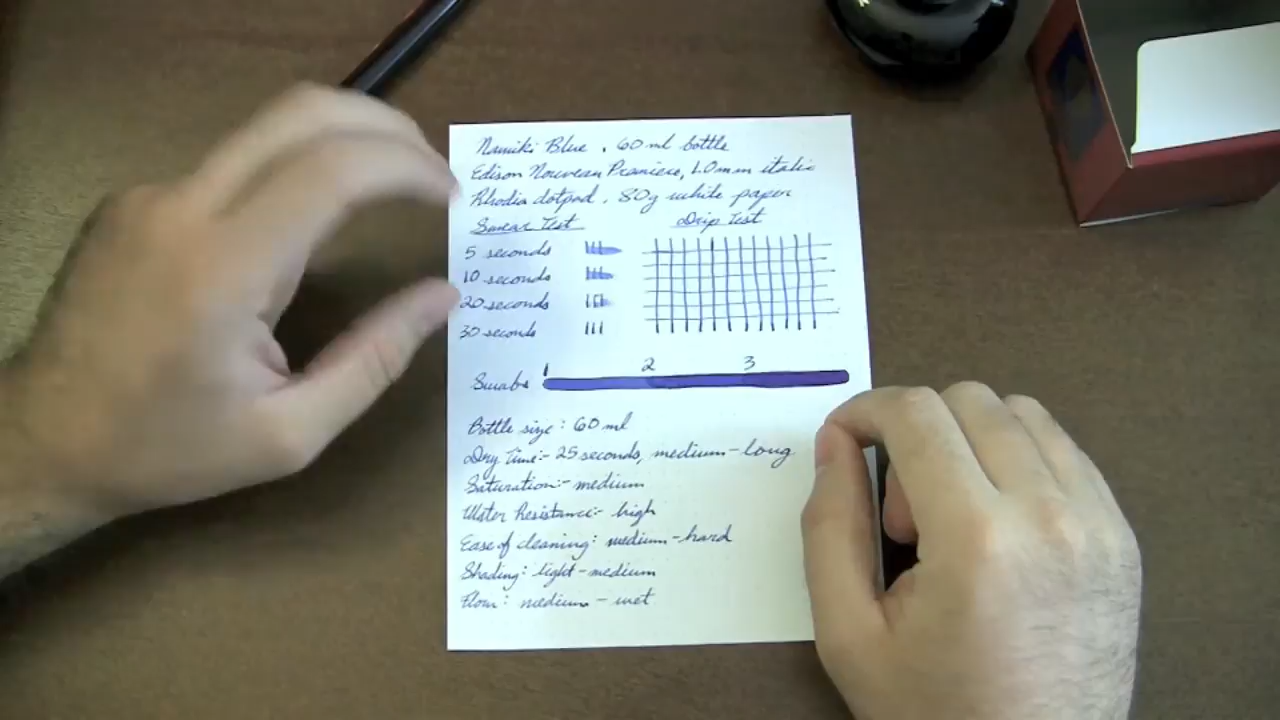 Namiki Blue, 60 ml bottle
Edison Nouveau Premiere, 1.0mm italic
Rhodia dotpad, 80g white paper
Smear Test Drip Test
5 seconds
10 seconds
20 seconds
30 seconds
1 2 3
Swabs
Bottle size: 60 ml
Dry Time:- 25 seconds, medium-long
Saturation:- medium
Water Resistance:- high
Ease of cleaning: medium-hard
Shading: light-medium
Flow: medium-wet